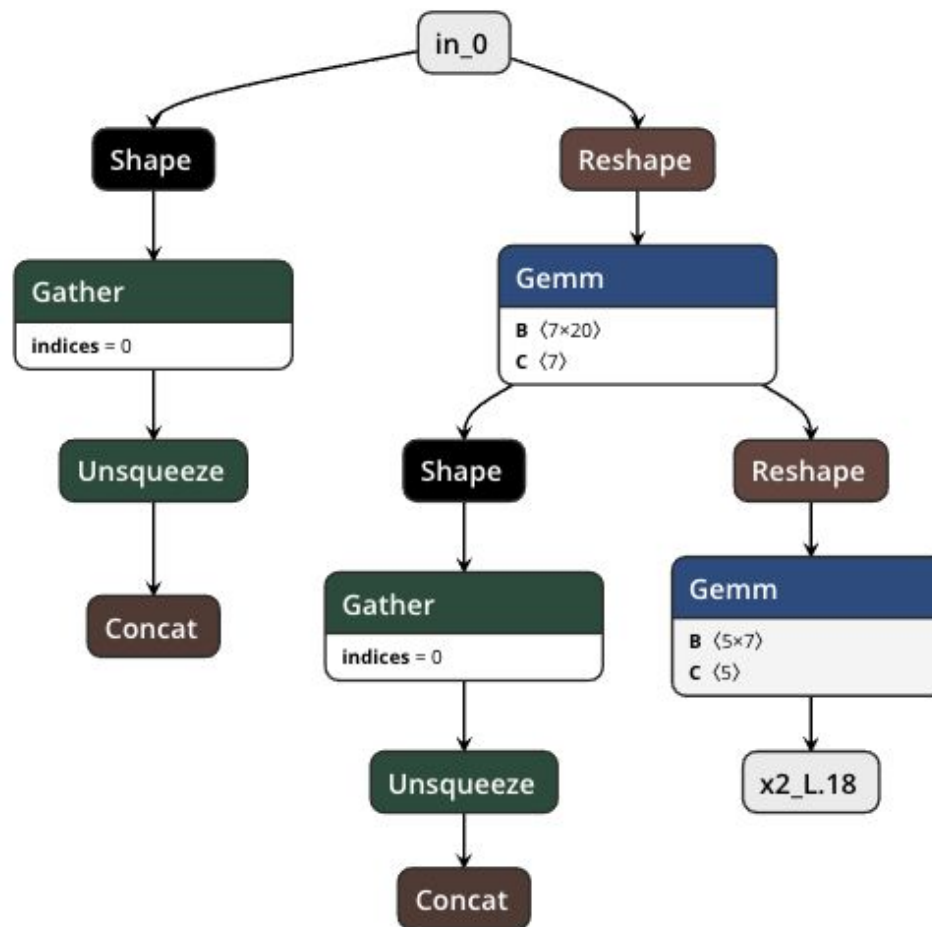 in_0
Shape
Reshape
Gather
indices = 0
Gemm
B ⟨7×20⟩
C ⟨7⟩
Unsqueeze
Shape
Reshape
Concat
Gather
indices = 0
Gemm
B ⟨5×7⟩
C ⟨5⟩
Unsqueeze
x2_L.18
Concat